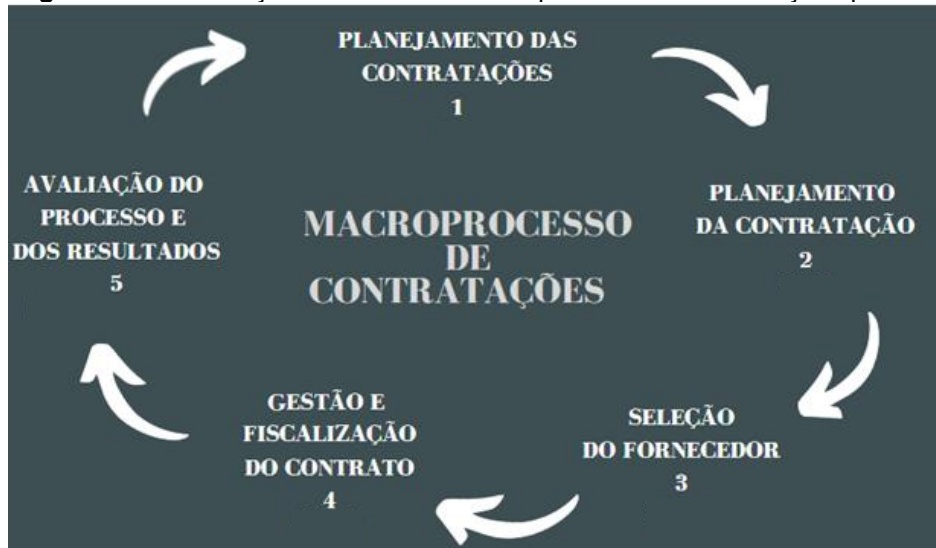 PLANEJAMENTO DAS
CONTRATAÇÕES
1
PLANEJAMENTO
DA CONTRATAÇÃO
2
SELEÇÃO
DO FORNECEDOR
3
GESTÃO E
FISCALIZAÇÃO
DO CONTRATO
4
AVALIAÇÃO DO
PROCESSO E
DOS RESULTADOS
5
MACROPROCESSO
DE
CONTRATAÇÕES